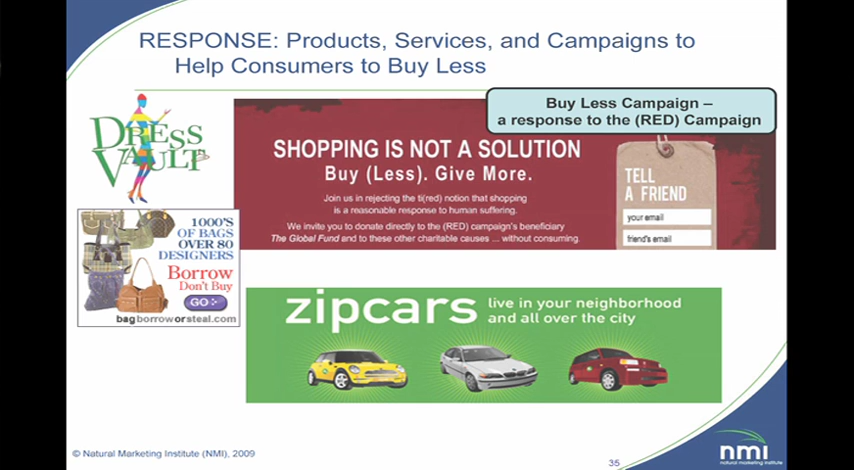 RESPONSE: Products, Services, and Campaigns to
Help Consumers to Buy Less
DRESS
VAULT
Buy Less Campaign –
a response to the (RED) Campaign
SHOPPING IS NOT A SOLUTION
Buy (Less). Give More.
Join us in rejecting the ti(red) notion that shopping
is a reasonable response to human suffering.
We invite you to donate directly to the (RED) campaign's beneficiary
The Global Fund and to these other charitable causes ... without consuming.
TELL
A FRIEND
your email
friend's email
1000'S
OF BAGS
OVER 80
DESIGNERS
Borrow
Don't Buy
GO
bagborroworsteal.com
zipcars
live in your neighborhood
and all over the city
© Natural Marketing Institute (NMI), 2009
35
nmi
natural marketing institute